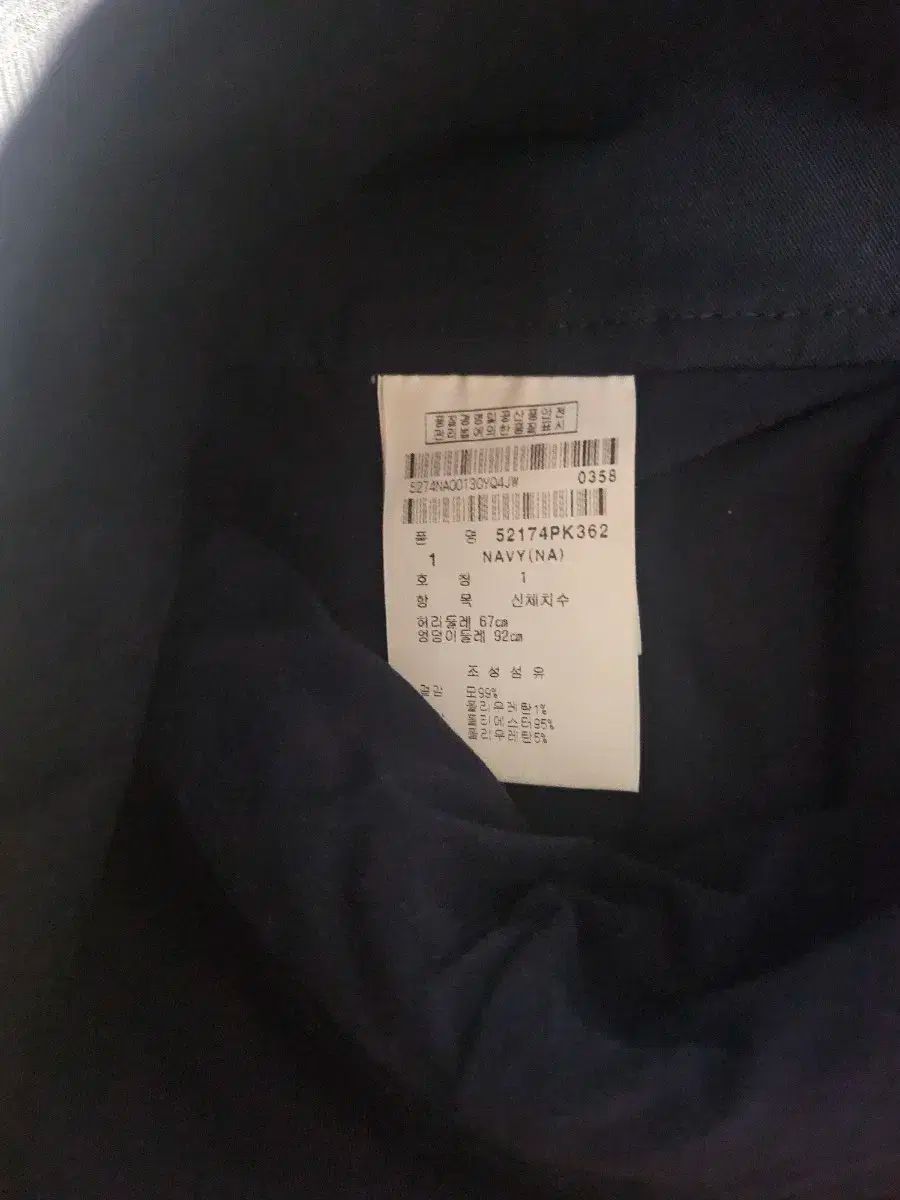 5274NA00130YQ4JW 0358
품 명 52174PK362
1 NAVY(NA)
호 칭 1
항 목 신체치수
허리둘레 67cm
엉덩이둘레 92cm
조 성 섬 유
겉감 모99%
폴리우레탄1%
폴리에스터95%
폴리우레탄5%